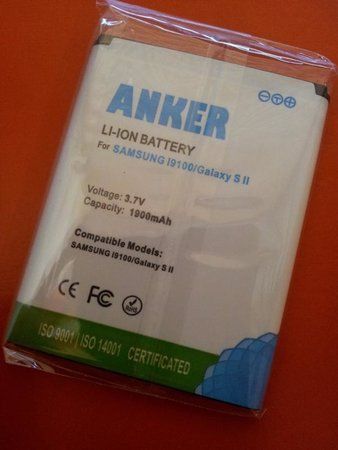 ANKER
LI-ION BATTERY
For SAMSUNG I9100/Galaxy S II
Voltage: 3.7V
Capacity: 1900mAh
Compatible Models:
SAMSUNG I9100/Galaxy S II
CE FC RoHS
ISO 9001 | ISO 14001 CERTIFICATED